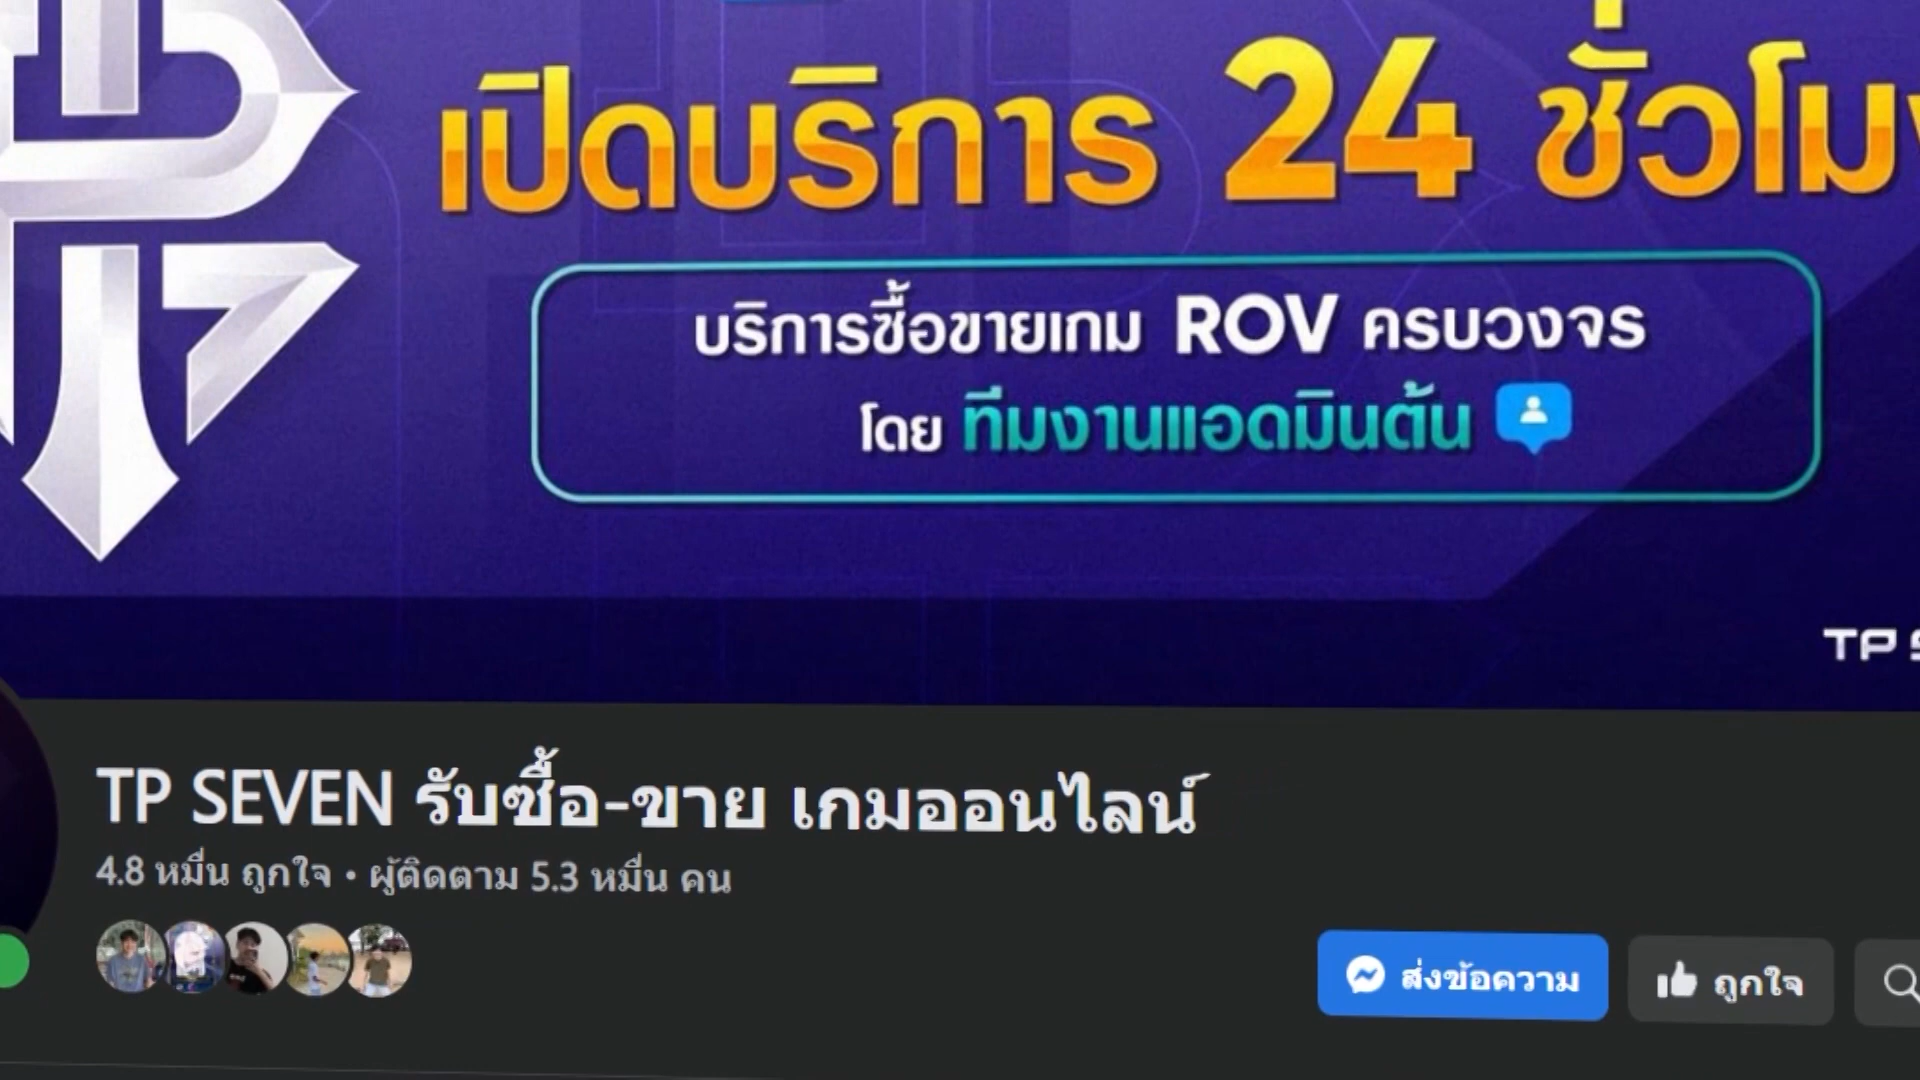 เปิดบริการ 24 ชั่วโมง
บริการซื้อขายเกม ROV ครบวงจร
โดย ทีมงานแอดมินต้น
TP
TP SEVEN รับซื้อ-ขาย เกมออนไลน์
4.8 หมื่น ถูกใจ • ผู้ติดตาม 5.3 หมื่น คน
ส่งข้อความ
ถูกใจ